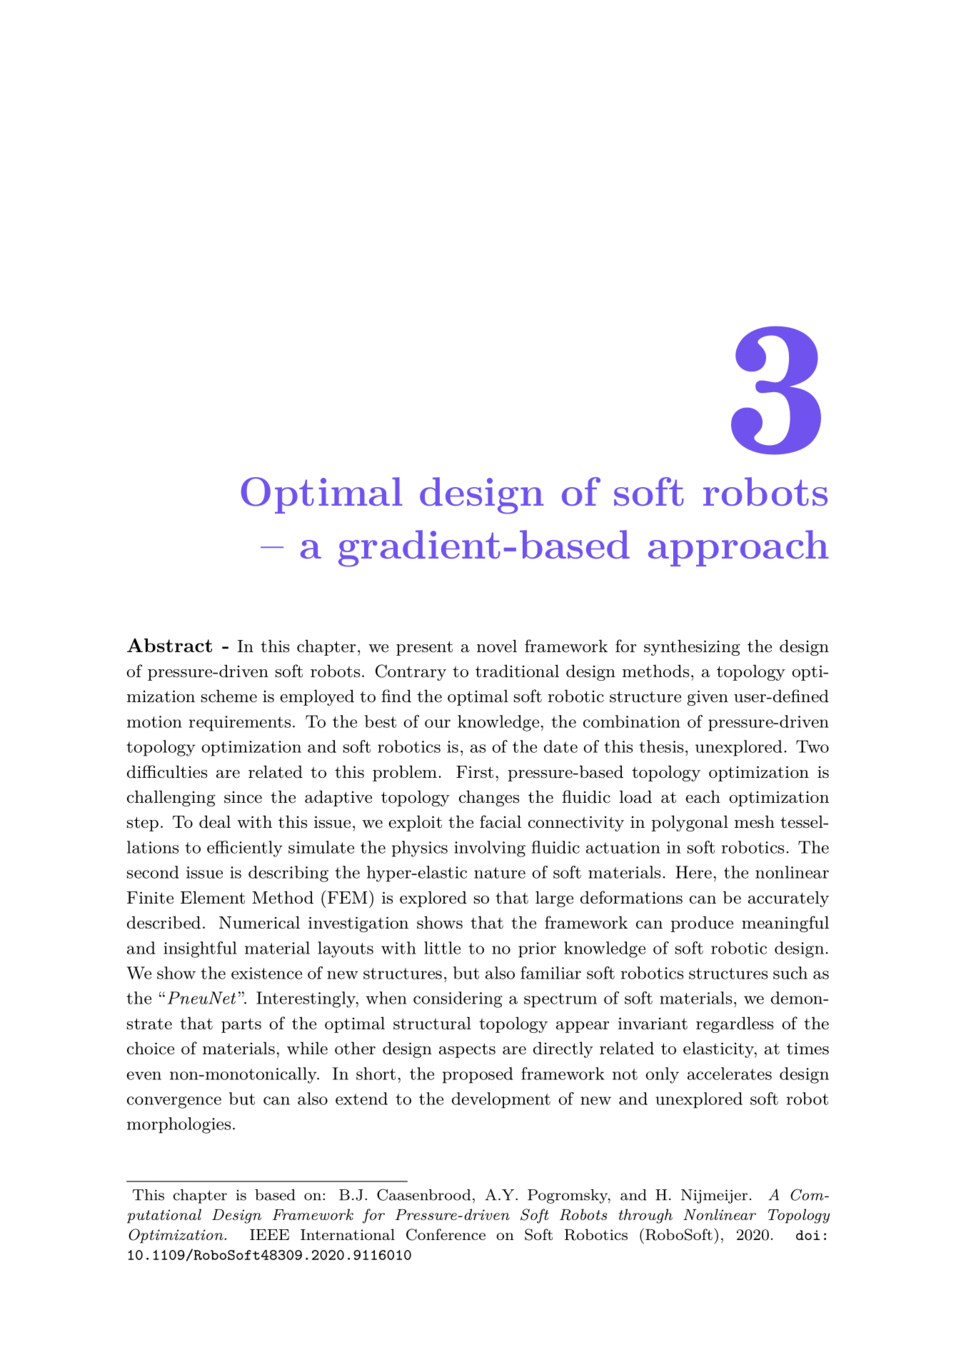 3
Optimal design of soft robots
– a gradient-based approach
Abstract - In this chapter, we present a novel framework for synthesizing the design
of pressure-driven soft robots. Contrary to traditional design methods, a topology opti-
mization scheme is employed to find the optimal soft robotic structure given user-defined
motion requirements. To the best of our knowledge, the combination of pressure-driven
topology optimization and soft robotics is, as of the date of this thesis, unexplored. Two
difficulties are related to this problem. First, pressure-based topology optimization is
challenging since the adaptive topology changes the fluidic load at each optimization
step. To deal with this issue, we exploit the facial connectivity in polygonal mesh tessel-
lations to efficiently simulate the physics involving fluidic actuation in soft robotics. The
second issue is describing the hyper-elastic nature of soft materials. Here, the nonlinear
Finite Element Method (FEM) is explored so that large deformations can be accurately
described. Numerical investigation shows that the framework can produce meaningful
and insightful material layouts with little to no prior knowledge of soft robotic design.
We show the existence of new structures, but also familiar soft robotics structures such as
the “PneuNet”. Interestingly, when considering a spectrum of soft materials, we demon-
strate that parts of the optimal structural topology appear invariant regardless of the
choice of materials, while other design aspects are directly related to elasticity, at times
even non-monotonically. In short, the proposed framework not only accelerates design
convergence but can also extend to the development of new and unexplored soft robot
morphologies.
This chapter is based on: B.J. Caasenbrood, A.Y. Pogromsky, and H. Nijmeijer. A Com-
putational Design Framework for Pressure-driven Soft Robots through Nonlinear Topology
Optimization. IEEE International Conference on Soft Robotics (RoboSoft), 2020. doi:
10.1109/RoboSoft48309.2020.9116010